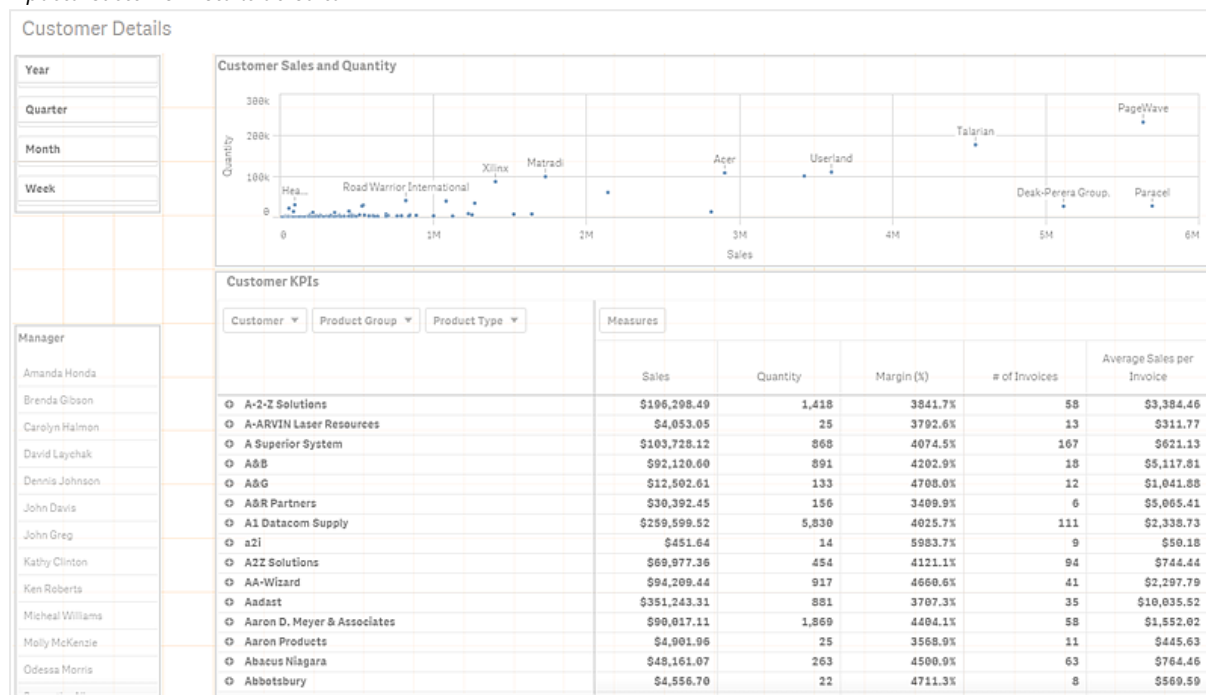 Customer Details
Year
Quarter
Month
Week
Customer Sales and Quantity
Quantity
300k
200k
100k
0
PageWave
Talarian
Acer
Userland
Xilinx
Matradi
Hea...
Road Warrior International
Deak-Perera Group.
Paracel
0 1M 2M 3M 4M 5M 6M
Sales
Manager
Amanda Honda
Brenda Gibson
Carolyn Halmon
David Laychak
Dennis Johnson
John Davis
John Greg
Kathy Clinton
Ken Roberts
Micheal Williams
Molly McKenzie
Odessa Morris
Customer KPIs
Customer Product Group Product Type Measures
Sales Quantity Margin (%) # of Invoices Average Sales per Invoice
A-2-Z Solutions $196,298.49 1,418 3841.7% 58 $3,384.46
A-ARVIN Laser Resources $4,053.05 25 3792.6% 13 $311.77
A Superior System $103,728.12 868 4074.5% 167 $621.13
A&B $92,120.60 891 4202.9% 18 $5,117.81
A&G $12,502.61 133 4708.0% 12 $1,041.88
A&R Partners $30,392.45 156 3409.9% 6 $5,065.41
A1 Datacom Supply $259,599.52 5,830 4025.7% 111 $2,338.73
a2i $451.64 14 5983.7% 9 $50.18
A2Z Solutions $69,977.36 454 4121.1% 94 $744.44
AA-Wizard $94,209.44 917 4660.6% 41 $2,297.79
Aadast $351,243.31 881 3707.3% 35 $10,035.52
Aaron D. Meyer & Associates $90,017.11 1,869 4404.1% 58 $1,552.02
Aaron Products $4,901.96 25 3568.9% 11 $445.63
Abacus Niagara $48,161.07 263 4500.9% 63 $764.46
Abbotsbury $4,556.70 22 4711.3% 8 $569.59